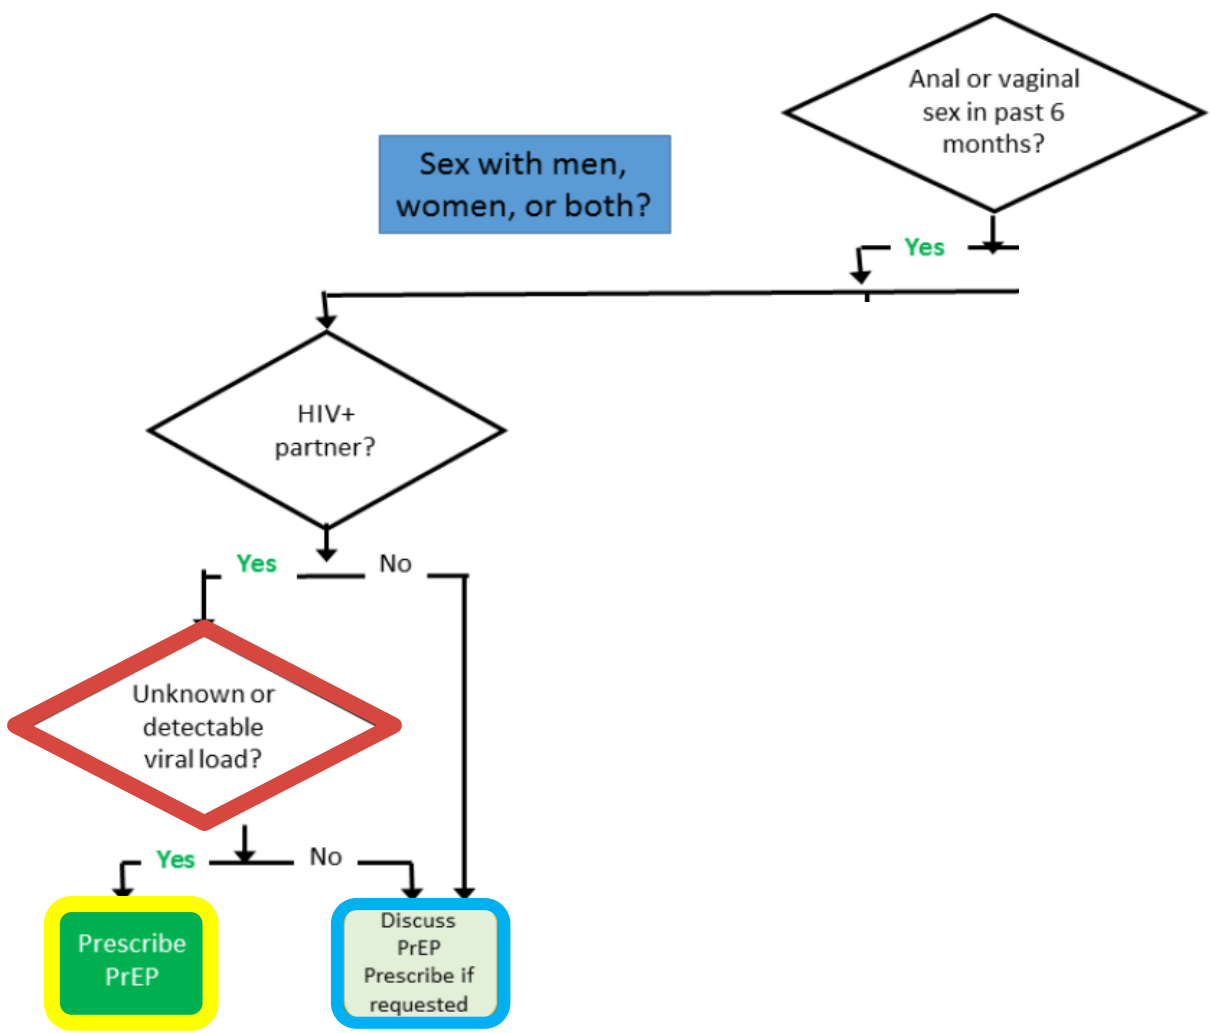 Anal or vaginal
sex in past 6
months?
Sex with men,
women, or both?
Yes
HIV+
partner?
Yes
No
Unknown or
detectable
viral load?
Yes
No
Prescribe
PrEP
Discuss
PrEP
Prescribe if
requested